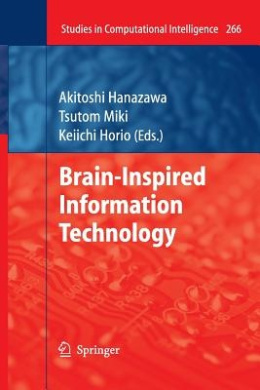 Studies in Computational Intelligence 266
Akitoshi Hanazawa
Tsutom Miki
Keiichi Horio (Eds.)
Brain-Inspired
Information
Technology
Springer